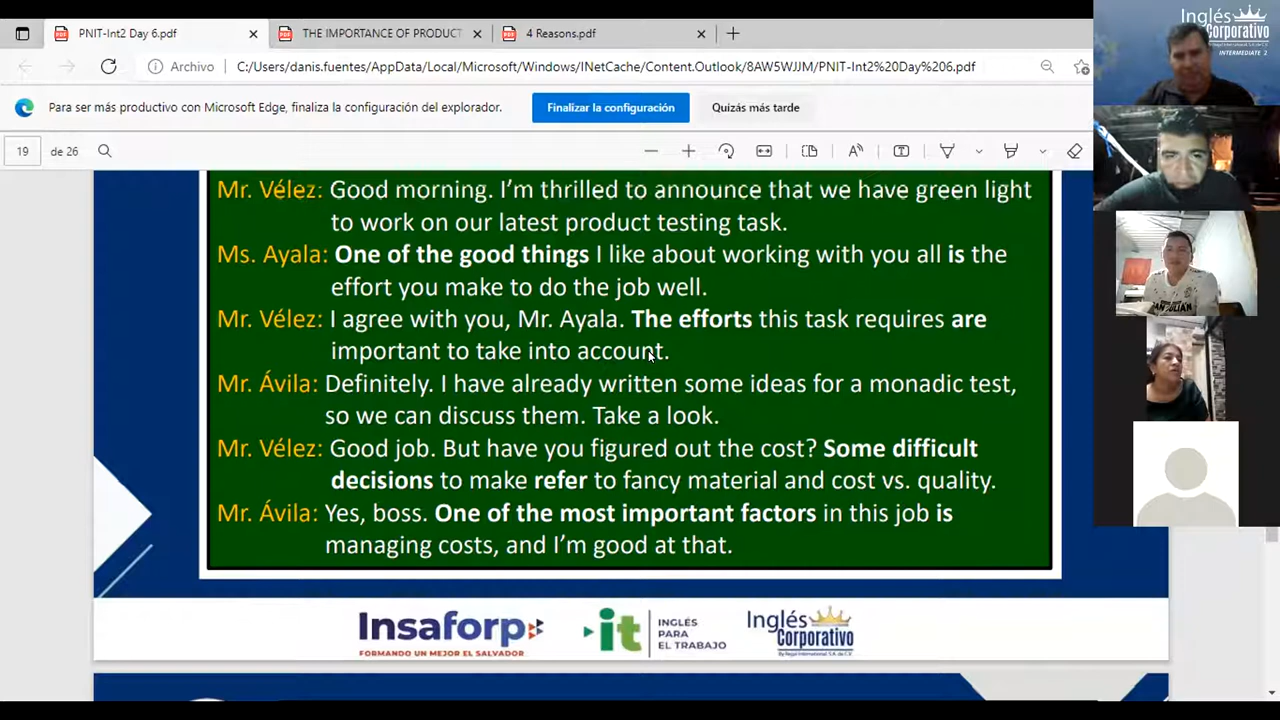 PNIT-Int2 Day 6.pdf
THE IMPORTANCE OF PRODUCT
4 Reasons.pdf
Archivo
C:/Users/danis.fuentes/AppData/Local/Microsoft/Windows/INetCache/Content.Outlook/8AW5WJJM/PNIT-Int2%20Day%206.pdf
Para ser más productivo con Microsoft Edge, finaliza la configuración del explorador.
Finalizar la configuración
Quizás más tarde
19 de 26
Mr. Vélez: Good morning. I’m thrilled to announce that we have green light
to work on our latest product testing task.
Ms. Ayala: One of the good things I like about working with you all is the
effort you make to do the job well.
Mr. Vélez: I agree with you, Mr. Ayala. The efforts this task requires are
important to take into account.
Mr. Ávila: Definitely. I have already written some ideas for a monadic test,
so we can discuss them. Take a look.
Mr. Vélez: Good job. But have you figured out the cost? Some difficult
decisions to make refer to fancy material and cost vs. quality.
Mr. Ávila: Yes, boss. One of the most important factors in this job is
managing costs, and I’m good at that.
Insaforp
FORMANDO UN MEJOR EL SALVADOR
it
INGLÉS
PARA
EL TRABAJO
Inglés
Corporativo
Inglés
Corporativo
INTERMEDIATE 2